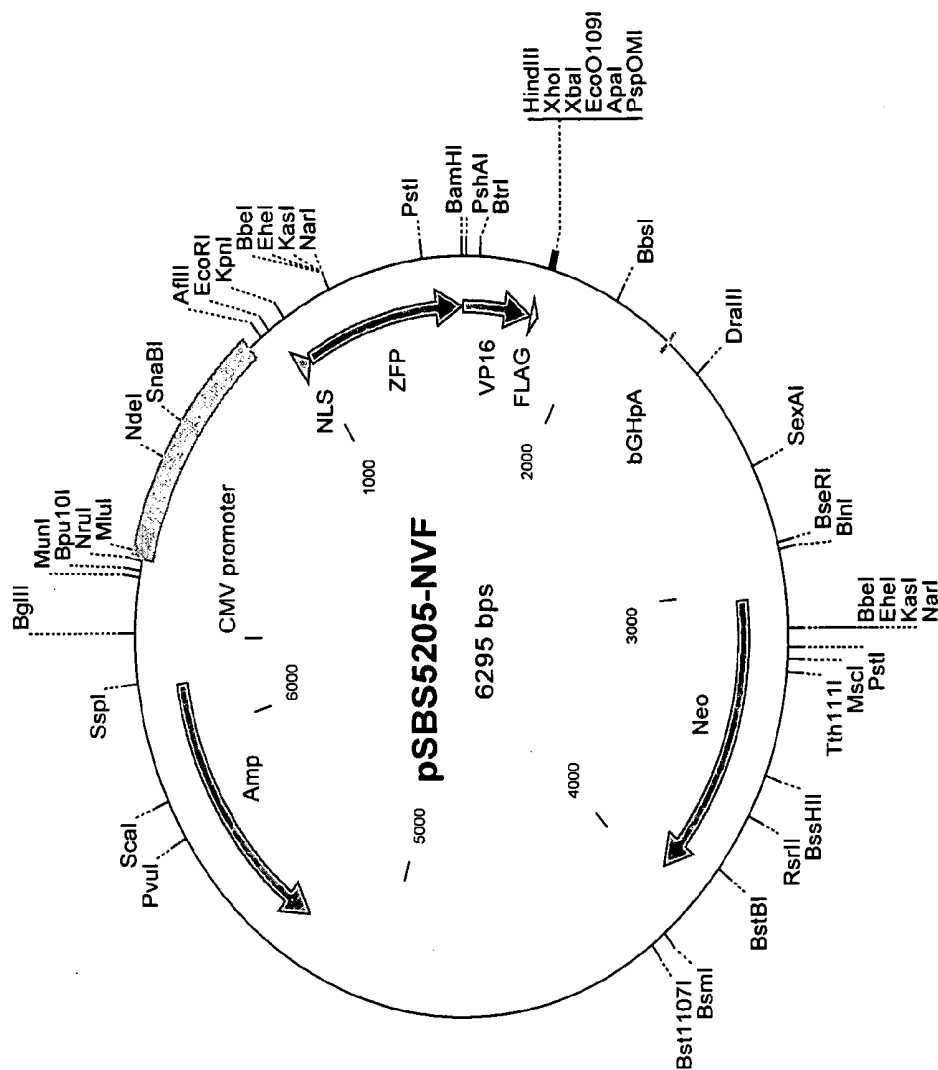 pSBS5205-NVF
6295 bps
BglII
MunI
Bpu10I
NruI
MluI
NdeI
SnaBI
AflII
EcoRI
KpnI
BbeI
EheI
KasI
NarI
PstI
BamHI
PshAI
BtrI
HindIII
XhoI
XbaI
EcoO109I
ApaI
PspOMI
BbsI
DraIII
SexAI
BseRI
BlnI
BbeI
EheI
KasI
NarI
PstI
MscI
Tth111I
BssHII
RsrII
BstBI
BsmI
Bst1107I
PvuI
ScaI
SspI
CMV promoter
NLS
ZFP
VP16
FLAG
bGHpA
Neo
Amp
1000
2000
3000
4000
5000
6000